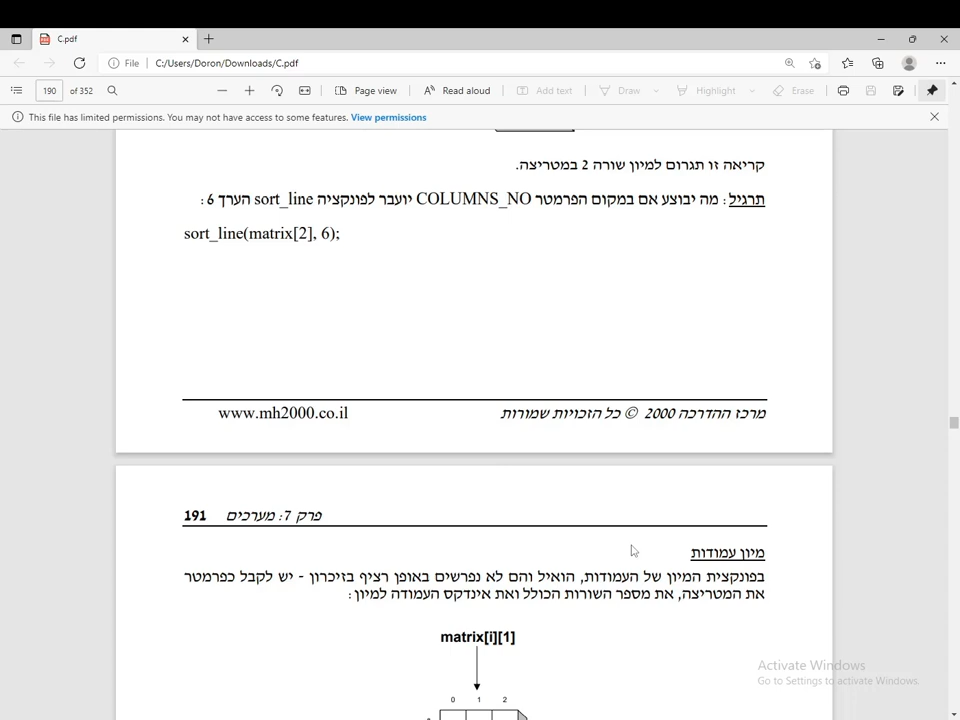 C.pdf
File C:/Users/Doron/Downloads/C.pdf
190 of 352 Page view Read aloud Add text Draw Highlight Erase
This file has limited permissions. You may not have access to some features. View permissions
קריאה זו תגרום למיון שורה 2 במטריצה.
תרגיל: מה יבוצע אם במקום הפרמטר COLUMNS_NO יועבר לפונקציה sort_line הערך 6:
sort_line(matrix[2], 6);
מרכז ההדרכה 2000 © כל הזכויות שמורות www.mh2000.co.il
פרק 7: מערכים 191
מיון עמודות
בפונקצית המיון של העמודות, הואיל והם לא נפרשים באופן רציף בזיכרון - יש לקבל כפרמטר
את המטריצה, את מספר השורות הכולל ואת אינדקס העמודה למיון:
matrix[i][1]
0 1 2
Activate Windows
Go to Settings to activate Windows.